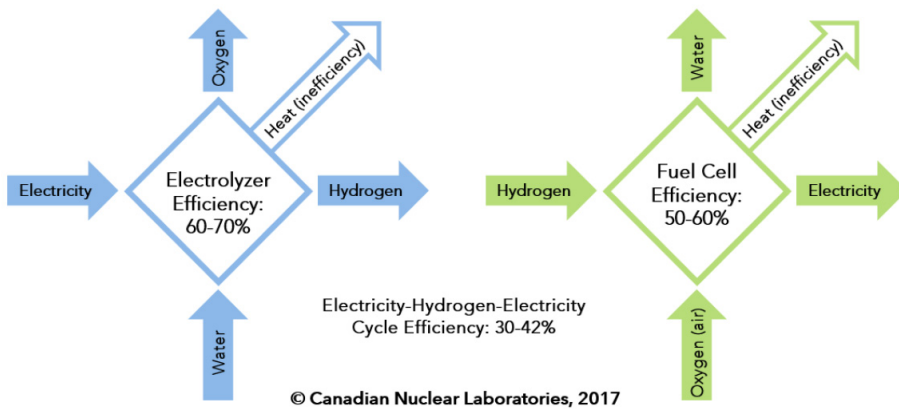 Oxygen
Heat (inefficiency)
Electricity
Electrolyzer
Efficiency:
60-70%
Hydrogen
Water
Water
Heat (inefficiency)
Hydrogen
Fuel Cell
Efficiency:
50-60%
Electricity
Oxygen (air)
Electricity-Hydrogen-Electricity
Cycle Efficiency: 30-42%
© Canadian Nuclear Laboratories, 2017